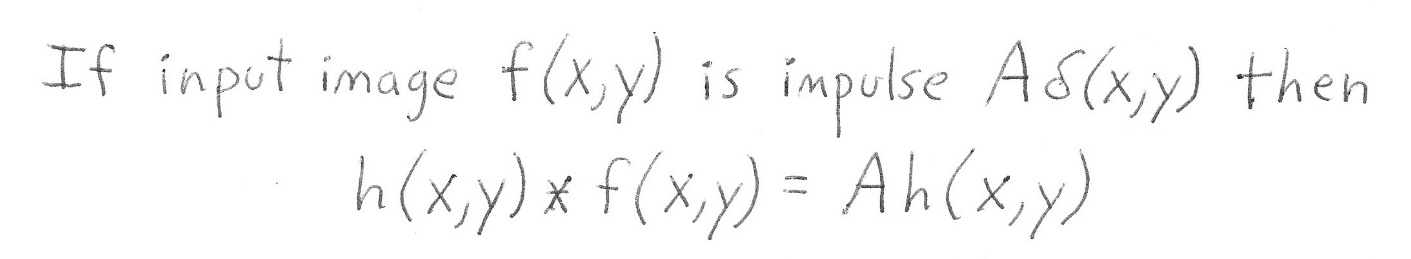 If input image f(x,y) is impulse Aδ(x,y) then
h(x,y) * f(x,y) = Ah(x,y)